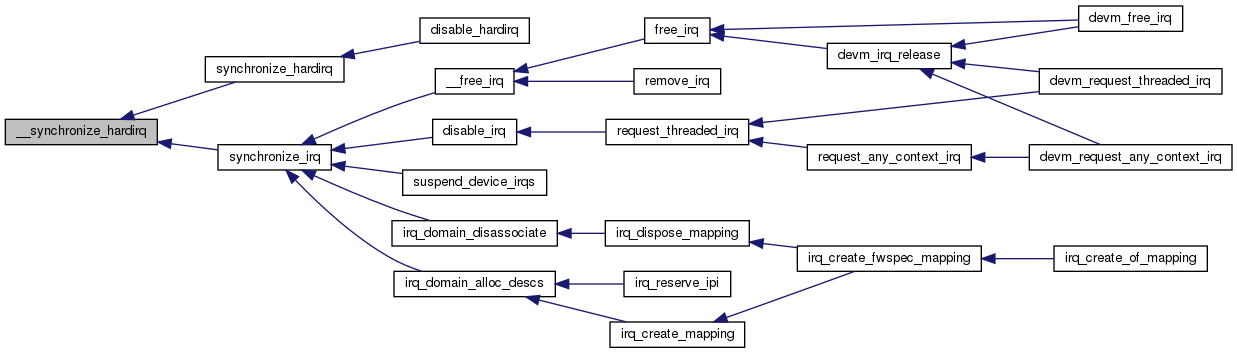 __synchronize_hardirq
synchronize_hardirq
disable_hardirq
synchronize_irq
__free_irq
free_irq
devm_free_irq
devm_irq_release
devm_request_threaded_irq
devm_request_any_context_irq
remove_irq
disable_irq
request_threaded_irq
request_any_context_irq
suspend_device_irqs
irq_domain_disassociate
irq_dispose_mapping
irq_create_fwspec_mapping
irq_create_of_mapping
irq_domain_alloc_descs
irq_reserve_ipi
irq_create_mapping